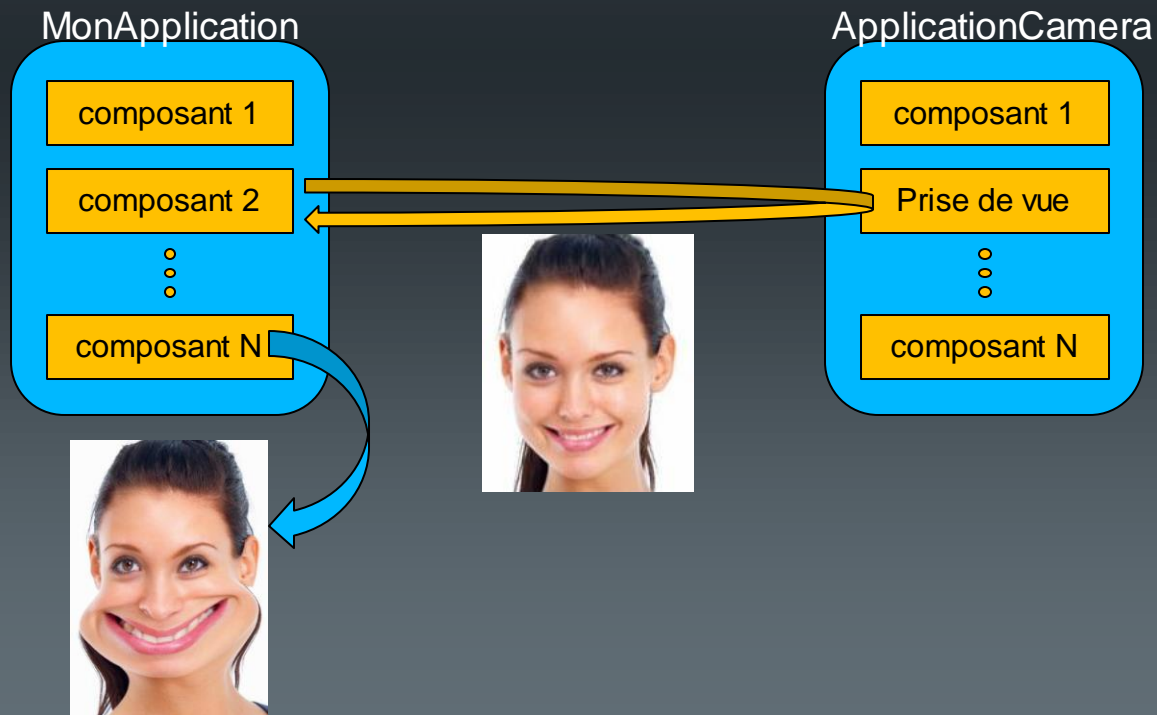 MonApplication
ApplicationCamera
composant 1
composant 2
composant N
composant 1
Prise de vue
composant N